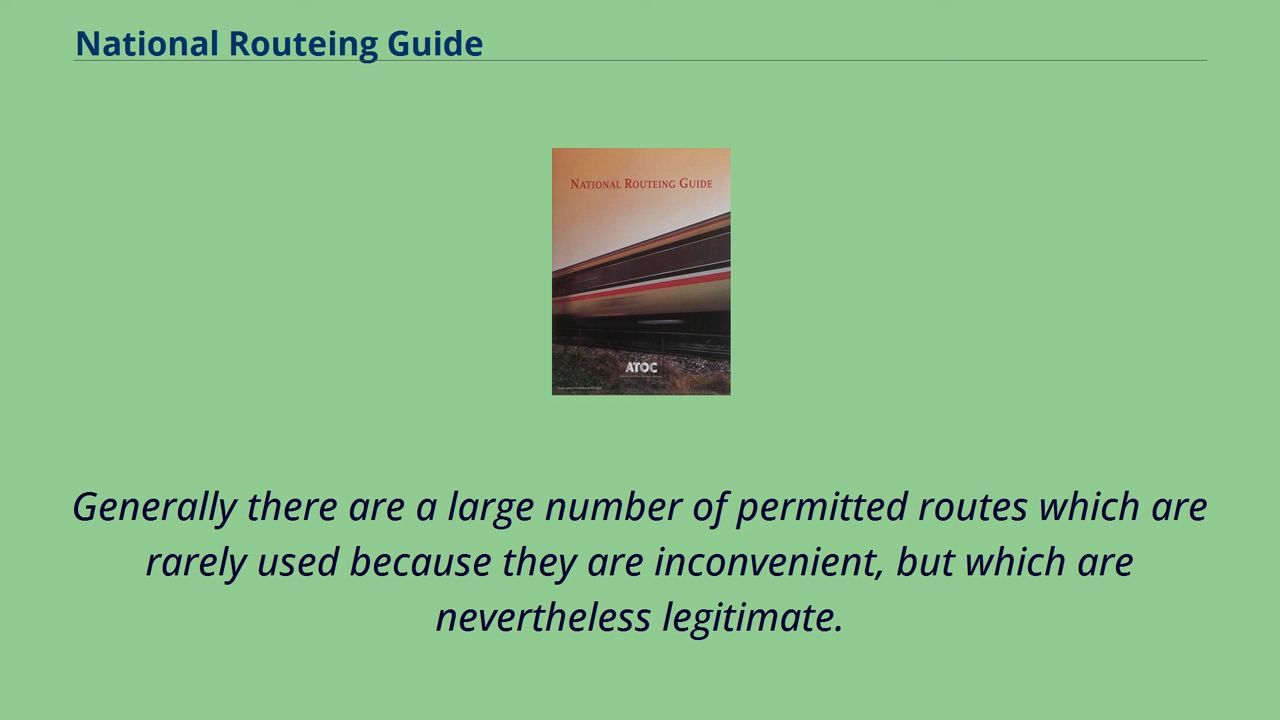 National Routeing Guide
NATIONAL ROUTEING GUIDE
ATOC
Generally there are a large number of permitted routes which are
rarely used because they are inconvenient, but which are
nevertheless legitimate.